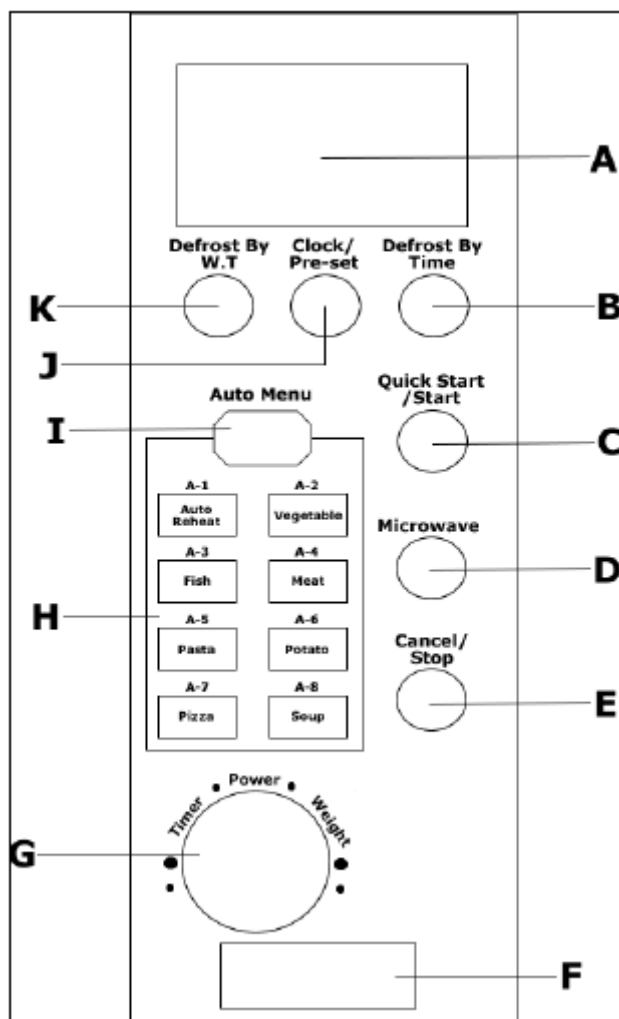 A
Defrost By
W.T
Clock/
Pre-set
Defrost By
Time
K
B
J
Auto Menu
Quick Start
/Start
I
C
A-1
Auto
Reheat
A-2
Vegetable
Microwave
A-3
Fish
A-4
Meat
D
H
A-5
Pasta
A-6
Potato
Cancel/
Stop
A-7
Pizza
A-8
Soup
E
Timer
Power
Weight
G
F